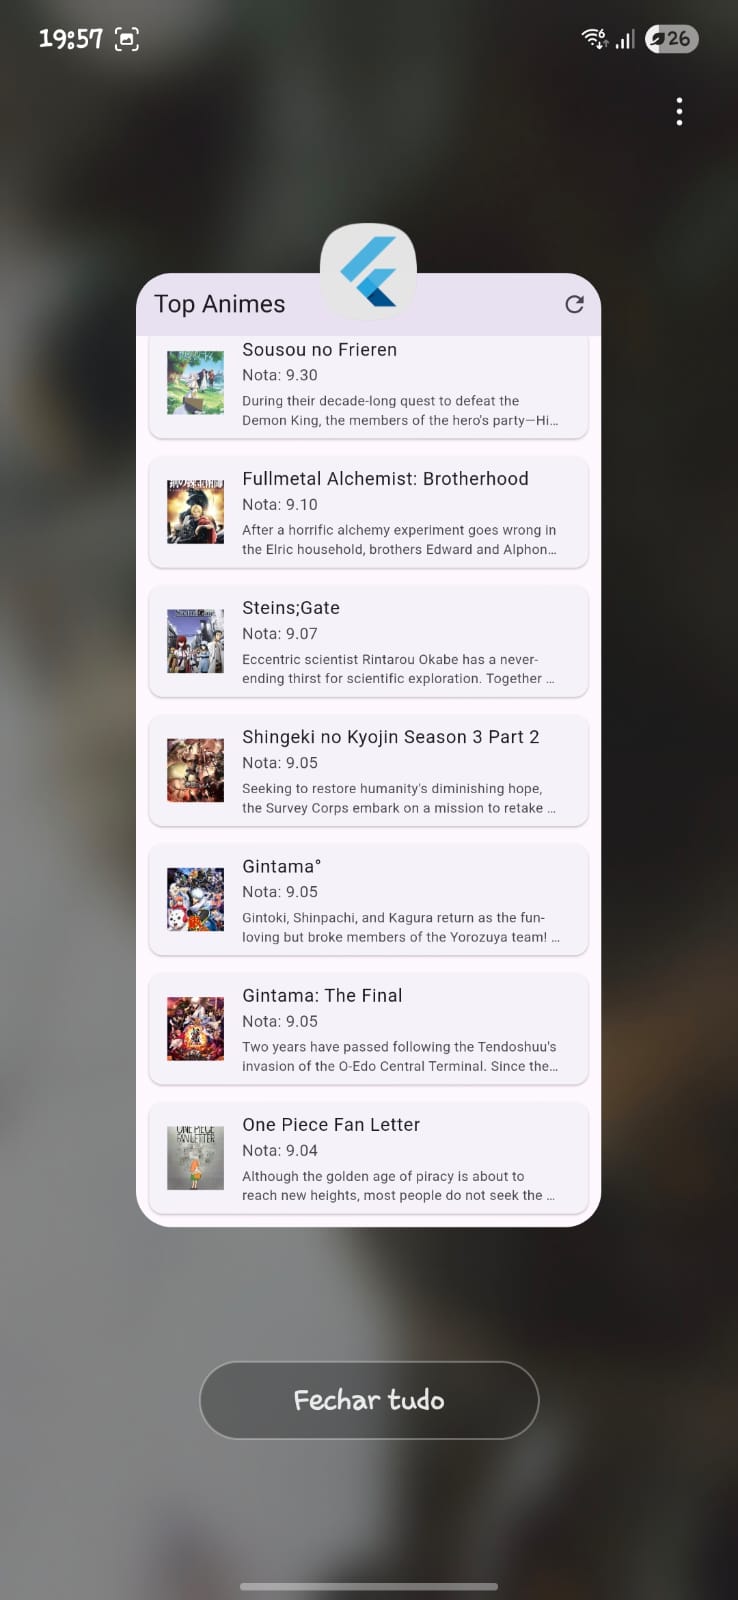 19:57
26
Top Animes
Sousou no Frieren
Nota: 9.30
During their decade-long quest to defeat the
Demon King, the members of the hero's party—Hi...
Fullmetal Alchemist: Brotherhood
Nota: 9.10
After a horrific alchemy experiment goes wrong in
the Elric household, brothers Edward and Alphon...
Steins;Gate
Nota: 9.07
Eccentric scientist Rintarou Okabe has a never-
ending thirst for scientific exploration. Together ...
Shingeki no Kyojin Season 3 Part 2
Nota: 9.05
Seeking to restore humanity's diminishing hope,
the Survey Corps embark on a mission to retake ...
Gintama°
Nota: 9.05
Gintoki, Shinpachi, and Kagura return as the fun-
loving but broke members of the Yorozuya team! ...
Gintama: The Final
Nota: 9.05
Two years have passed following the Tendoshuu's
invasion of the O-Edo Central Terminal. Since the...
ONE PIECE
FAN LETTER
One Piece Fan Letter
Nota: 9.04
Although the golden age of piracy is about to
reach new heights, most people do not seek the ...
Fechar tudo